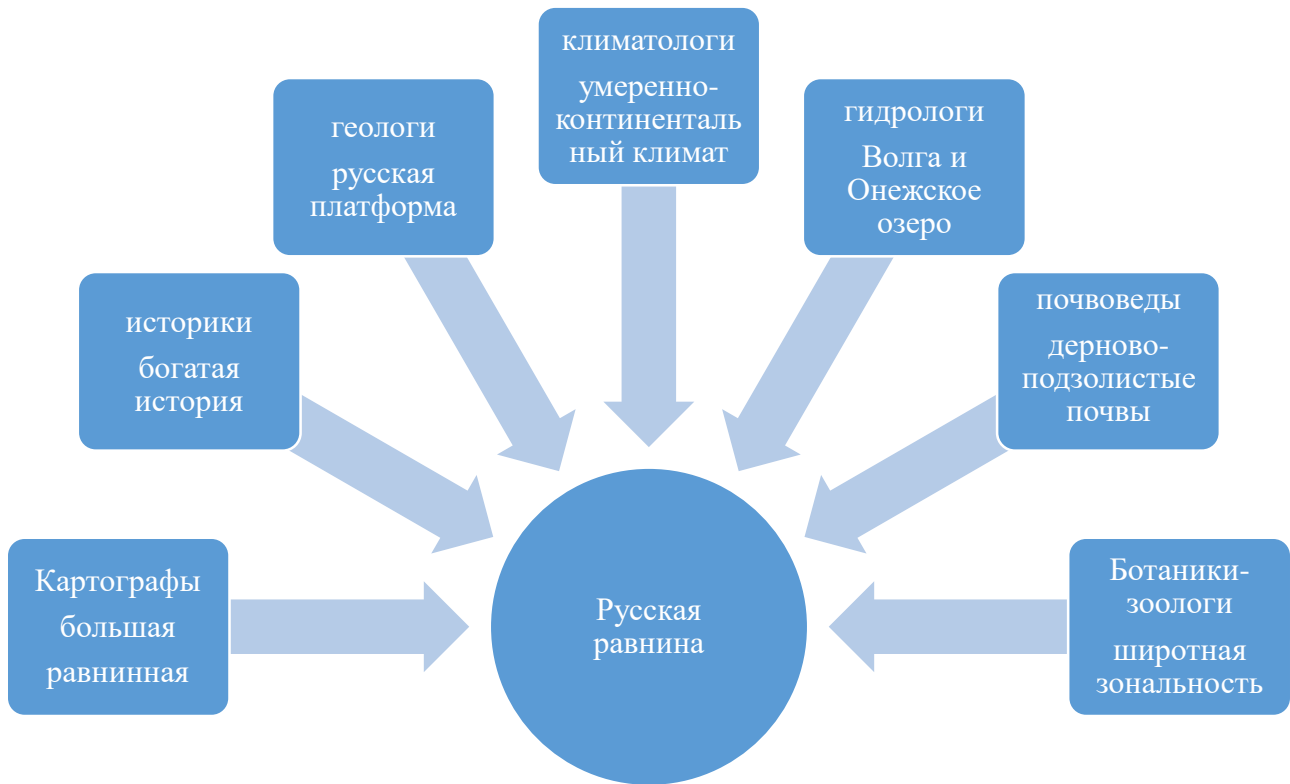 климатологи
умеренно-
континенталь
ный климат
геологи
русская
платформа
гидрологи
Волга и
Онежское
озеро
историки
богатая
история
почвоведы
дерново-
подзолистые
почвы
Картографы
большая
равнинная
Русская
равнина
Ботаники-
зоологи
широтная
зональность